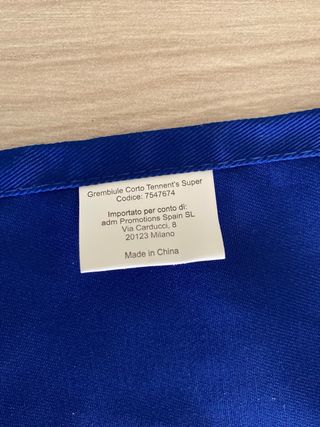 Grembiule Corto Tennent's Super
Codice: 7547674
Importato per conto di:
adm Promotions Spain SL
Via Carducci, 8
20123 Milano
Made in China